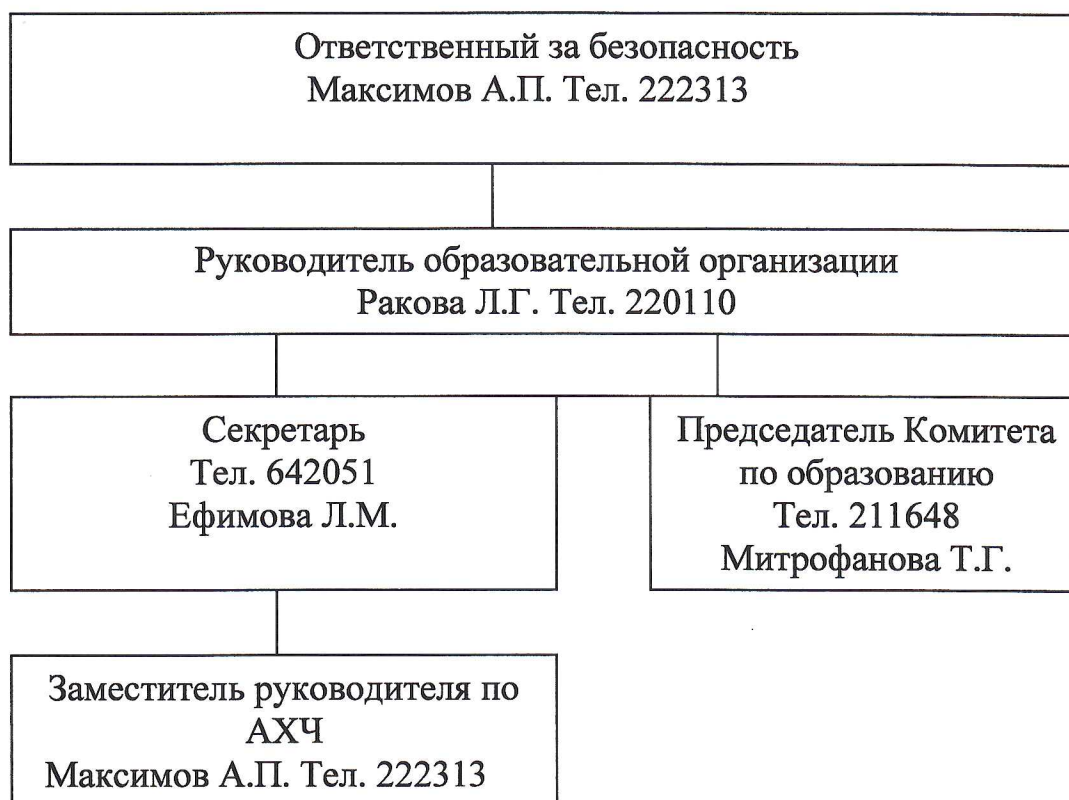 Ответственный за безопасность
Максимов А.П. Тел. 222313
Руководитель образовательной организации
Ракова Л.Г. Тел. 220110
Секретарь
Тел. 642051
Ефимова Л.М.
Председатель Комитета
по образованию
Тел. 211648
Митрофанова Т.Г.
Заместитель руководителя по
АХЧ
Максимов А.П. Тел. 222313